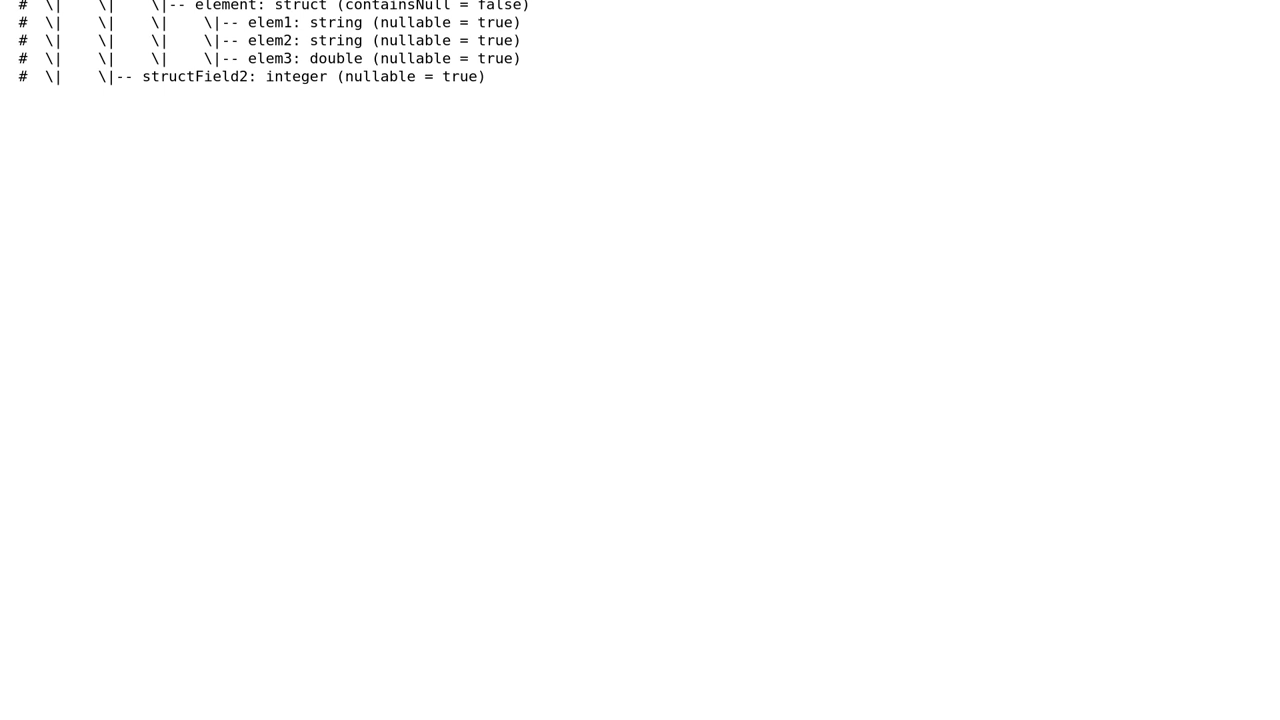 #  \|    \|    \|-- element: struct (containsNull = false)
#  \|    \|    \|    \|-- elem1: string (nullable = true)
#  \|    \|    \|    \|-- elem2: string (nullable = true)
#  \|    \|    \|    \|-- elem3: double (nullable = true)
#  \|    \|-- structField2: integer (nullable = true)